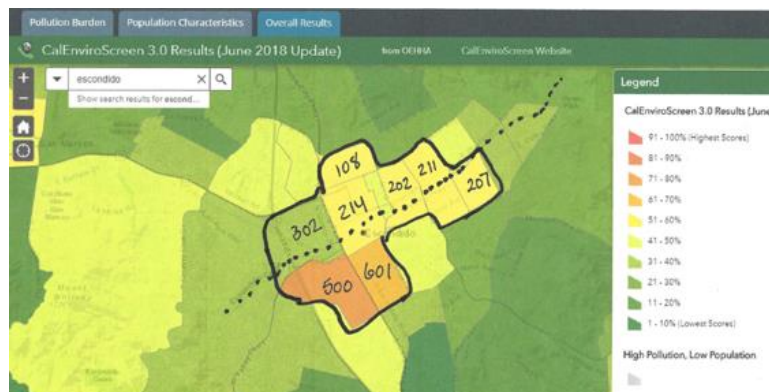 Pollution Burden
Population Characteristics
Overall Results
CalEnviroScreen 3.0 Results (June 2018 Update)
from OEHHA
CalEnviroScreen Website
escondido
Show search results for escond...
Legend
CalEnviroScreen 3.0 Results (June
91 - 100% (Highest Scores)
81 - 90%
71 - 80%
61 - 70%
51 - 60%
41 - 50%
31 - 40%
21 - 30%
11 - 20%
1 - 10% (Lowest Scores)
High Pollution, Low Population
108
211
202
207
214
302
Escondido
601
500